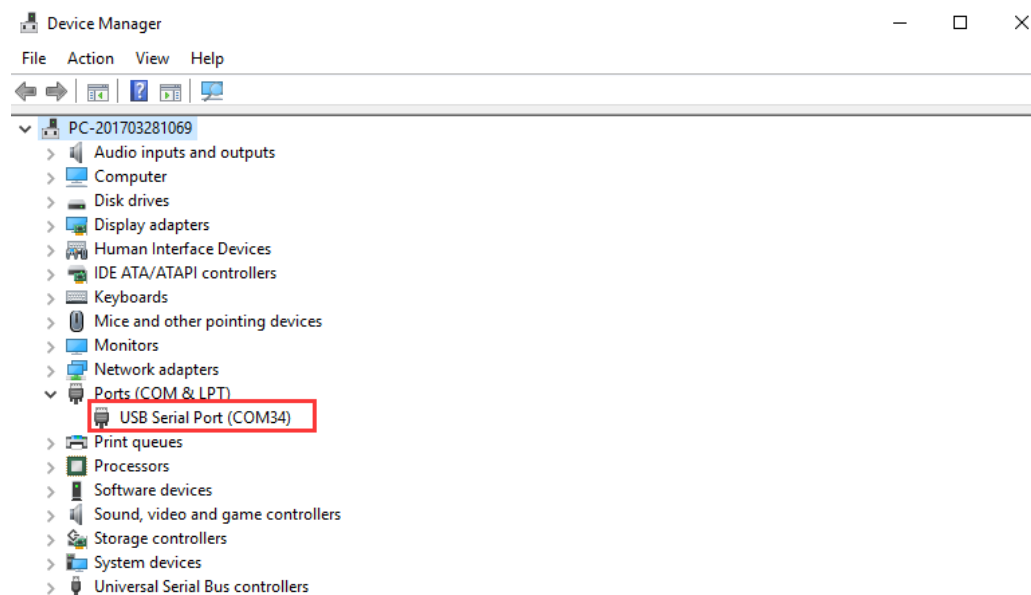 Device Manager
File Action View Help
PC-201703281069
Audio inputs and outputs
Computer
Disk drives
Display adapters
Human Interface Devices
IDE ATA/ATAPI controllers
Keyboards
Mice and other pointing devices
Monitors
Network adapters
Ports (COM & LPT)
USB Serial Port (COM34)
Print queues
Processors
Software devices
Sound, video and game controllers
Storage controllers
System devices
Universal Serial Bus controllers